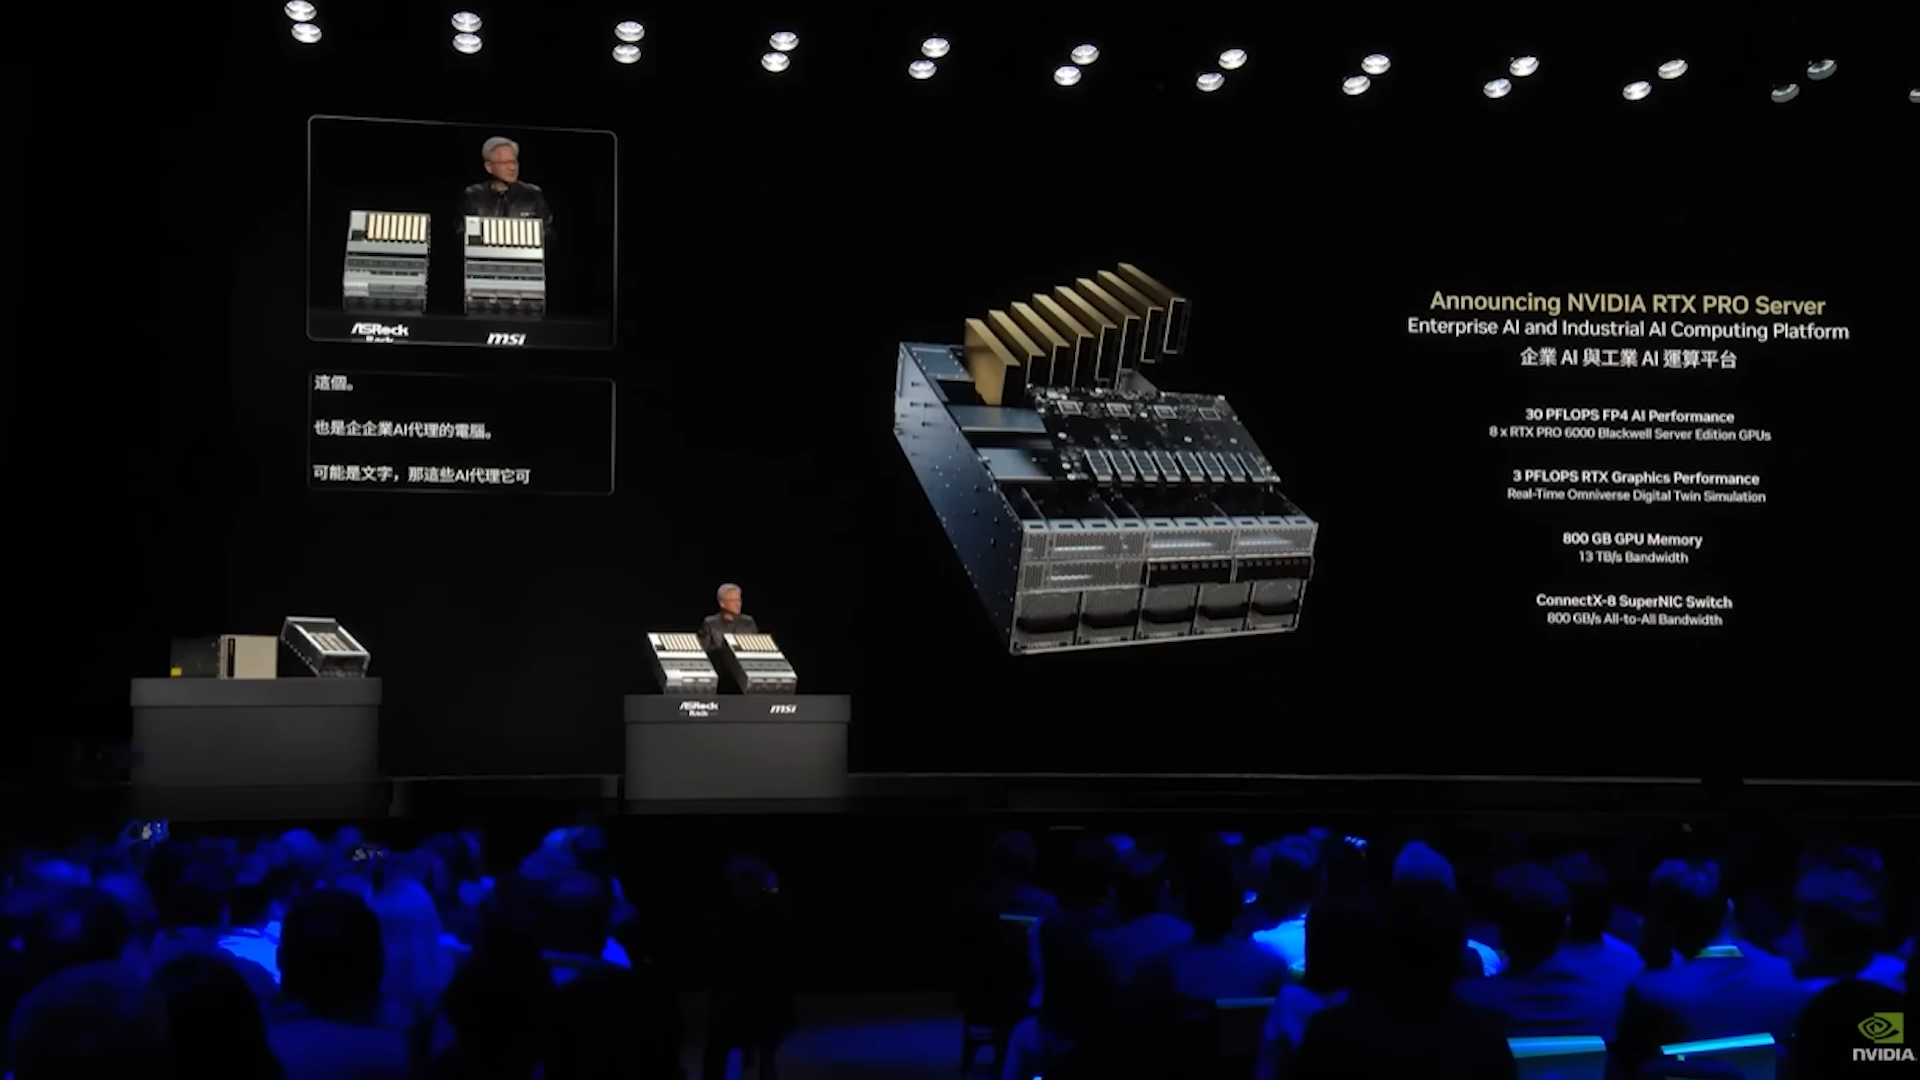 ASRock
Rack
msi
這個。
也是企企業AI代理的電腦。
可能是文字，那這些AI代理它可
ASRock
Rack
msi
Announcing NVIDIA RTX PRO Server
Enterprise AI and Industrial AI Computing Platform
企業 AI 與工業 AI 運算平台
30 PFLOPS FP4 AI Performance
8 x RTX PRO 6000 Blackwell Server Edition GPUs
3 PFLOPS RTX Graphics Performance
Real-Time Omniverse Digital Twin Simulation
800 GB GPU Memory
13 TB/s Bandwidth
ConnectX-8 SuperNIC Switch
800 GB/s All-to-All Bandwidth
NVIDIA